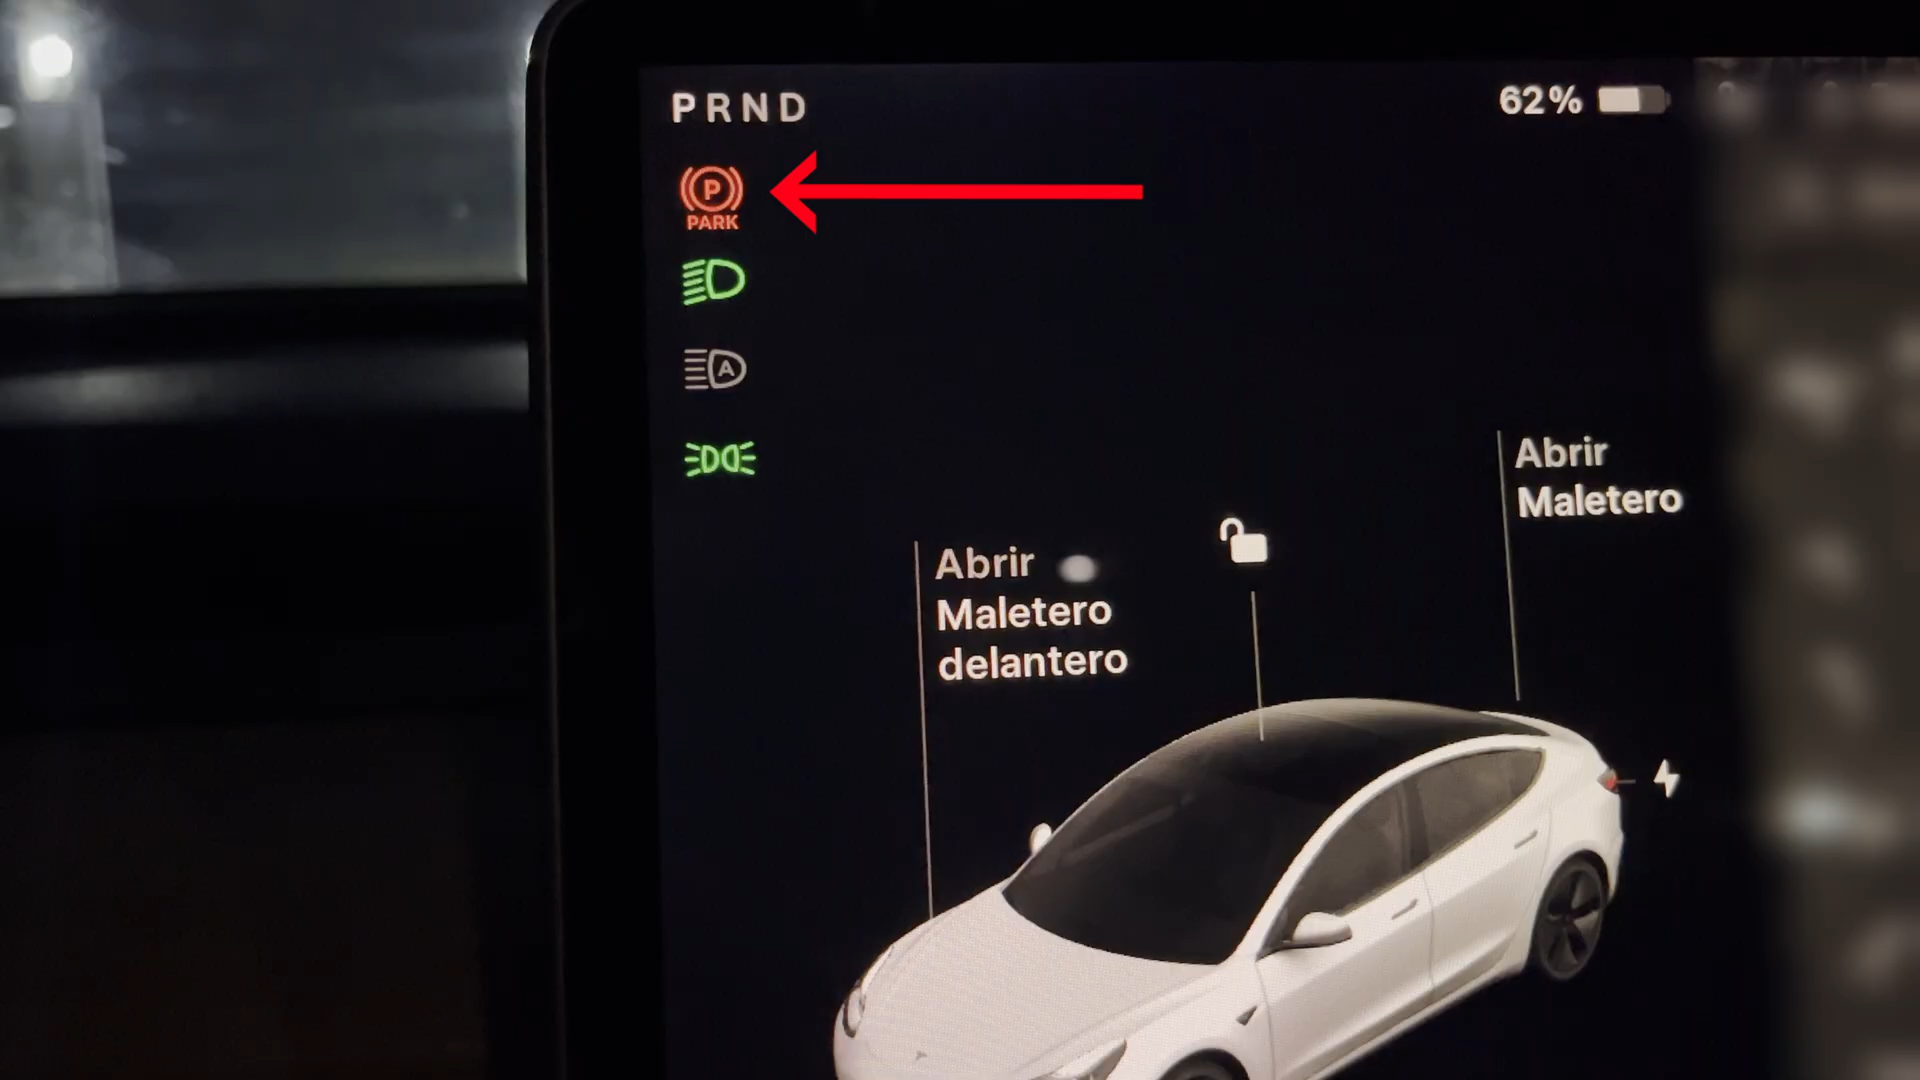 PRND
62%
P
PARK
A
Abrir
Maletero
Abrir
Maletero
delantero